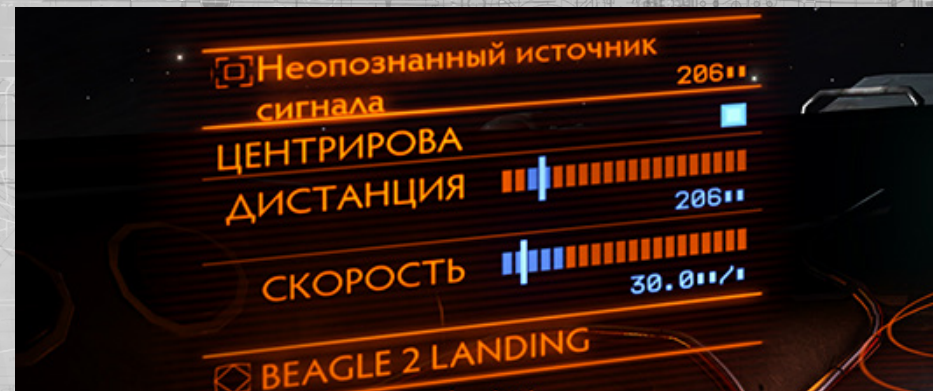 Неопознанный источник
сигнала
206▮▮
ЦЕНТРИРОВА
ДИСТАНЦИЯ
206▮▮
СКОРОСТЬ
30.0▮▮/▮
BEAGLE 2 LANDING